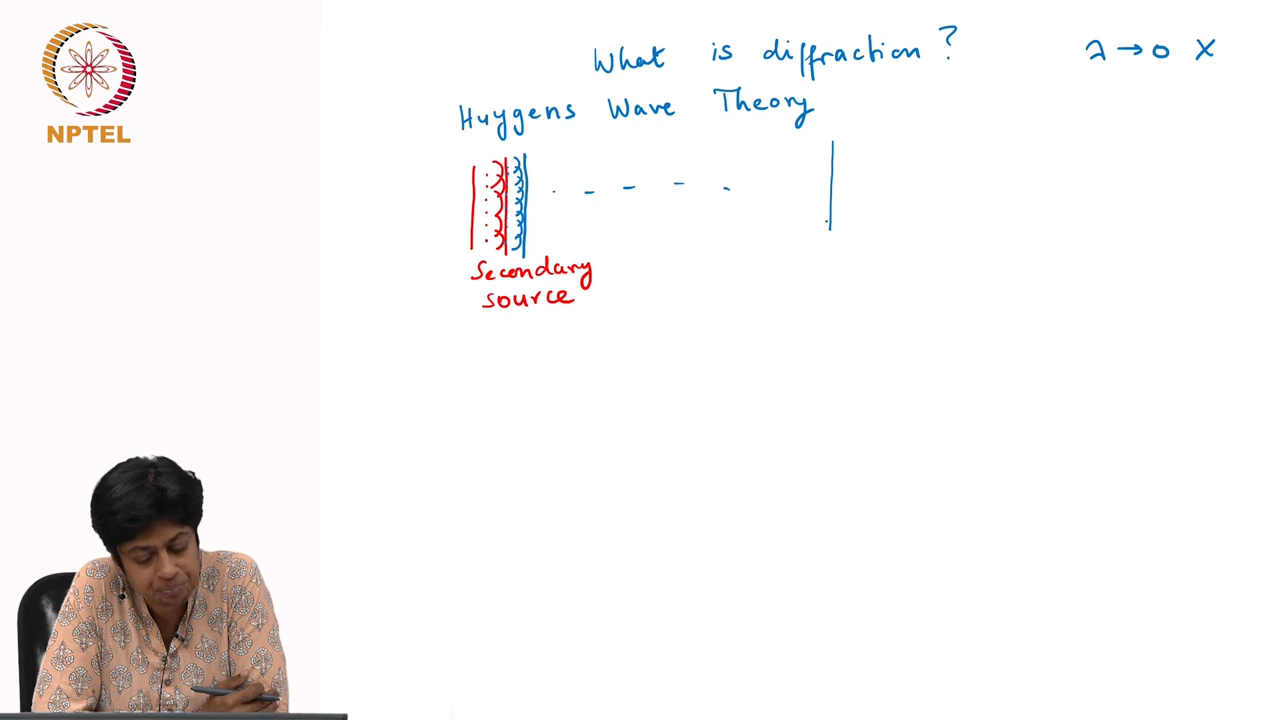 NPTEL
What is diffraction?
λ → 0 X
Huygens Wave Theory
Secondary
source